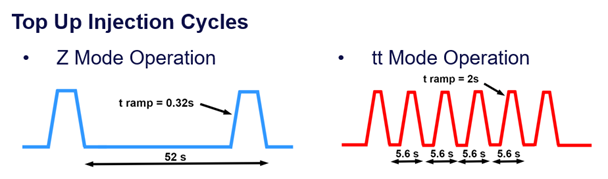 Top Up Injection Cycles
• Z Mode Operation
t ramp = 0.32s
52 s
• tt Mode Operation
t ramp = 2s
5.6 s 5.6 s 5.6 s 5.6 s